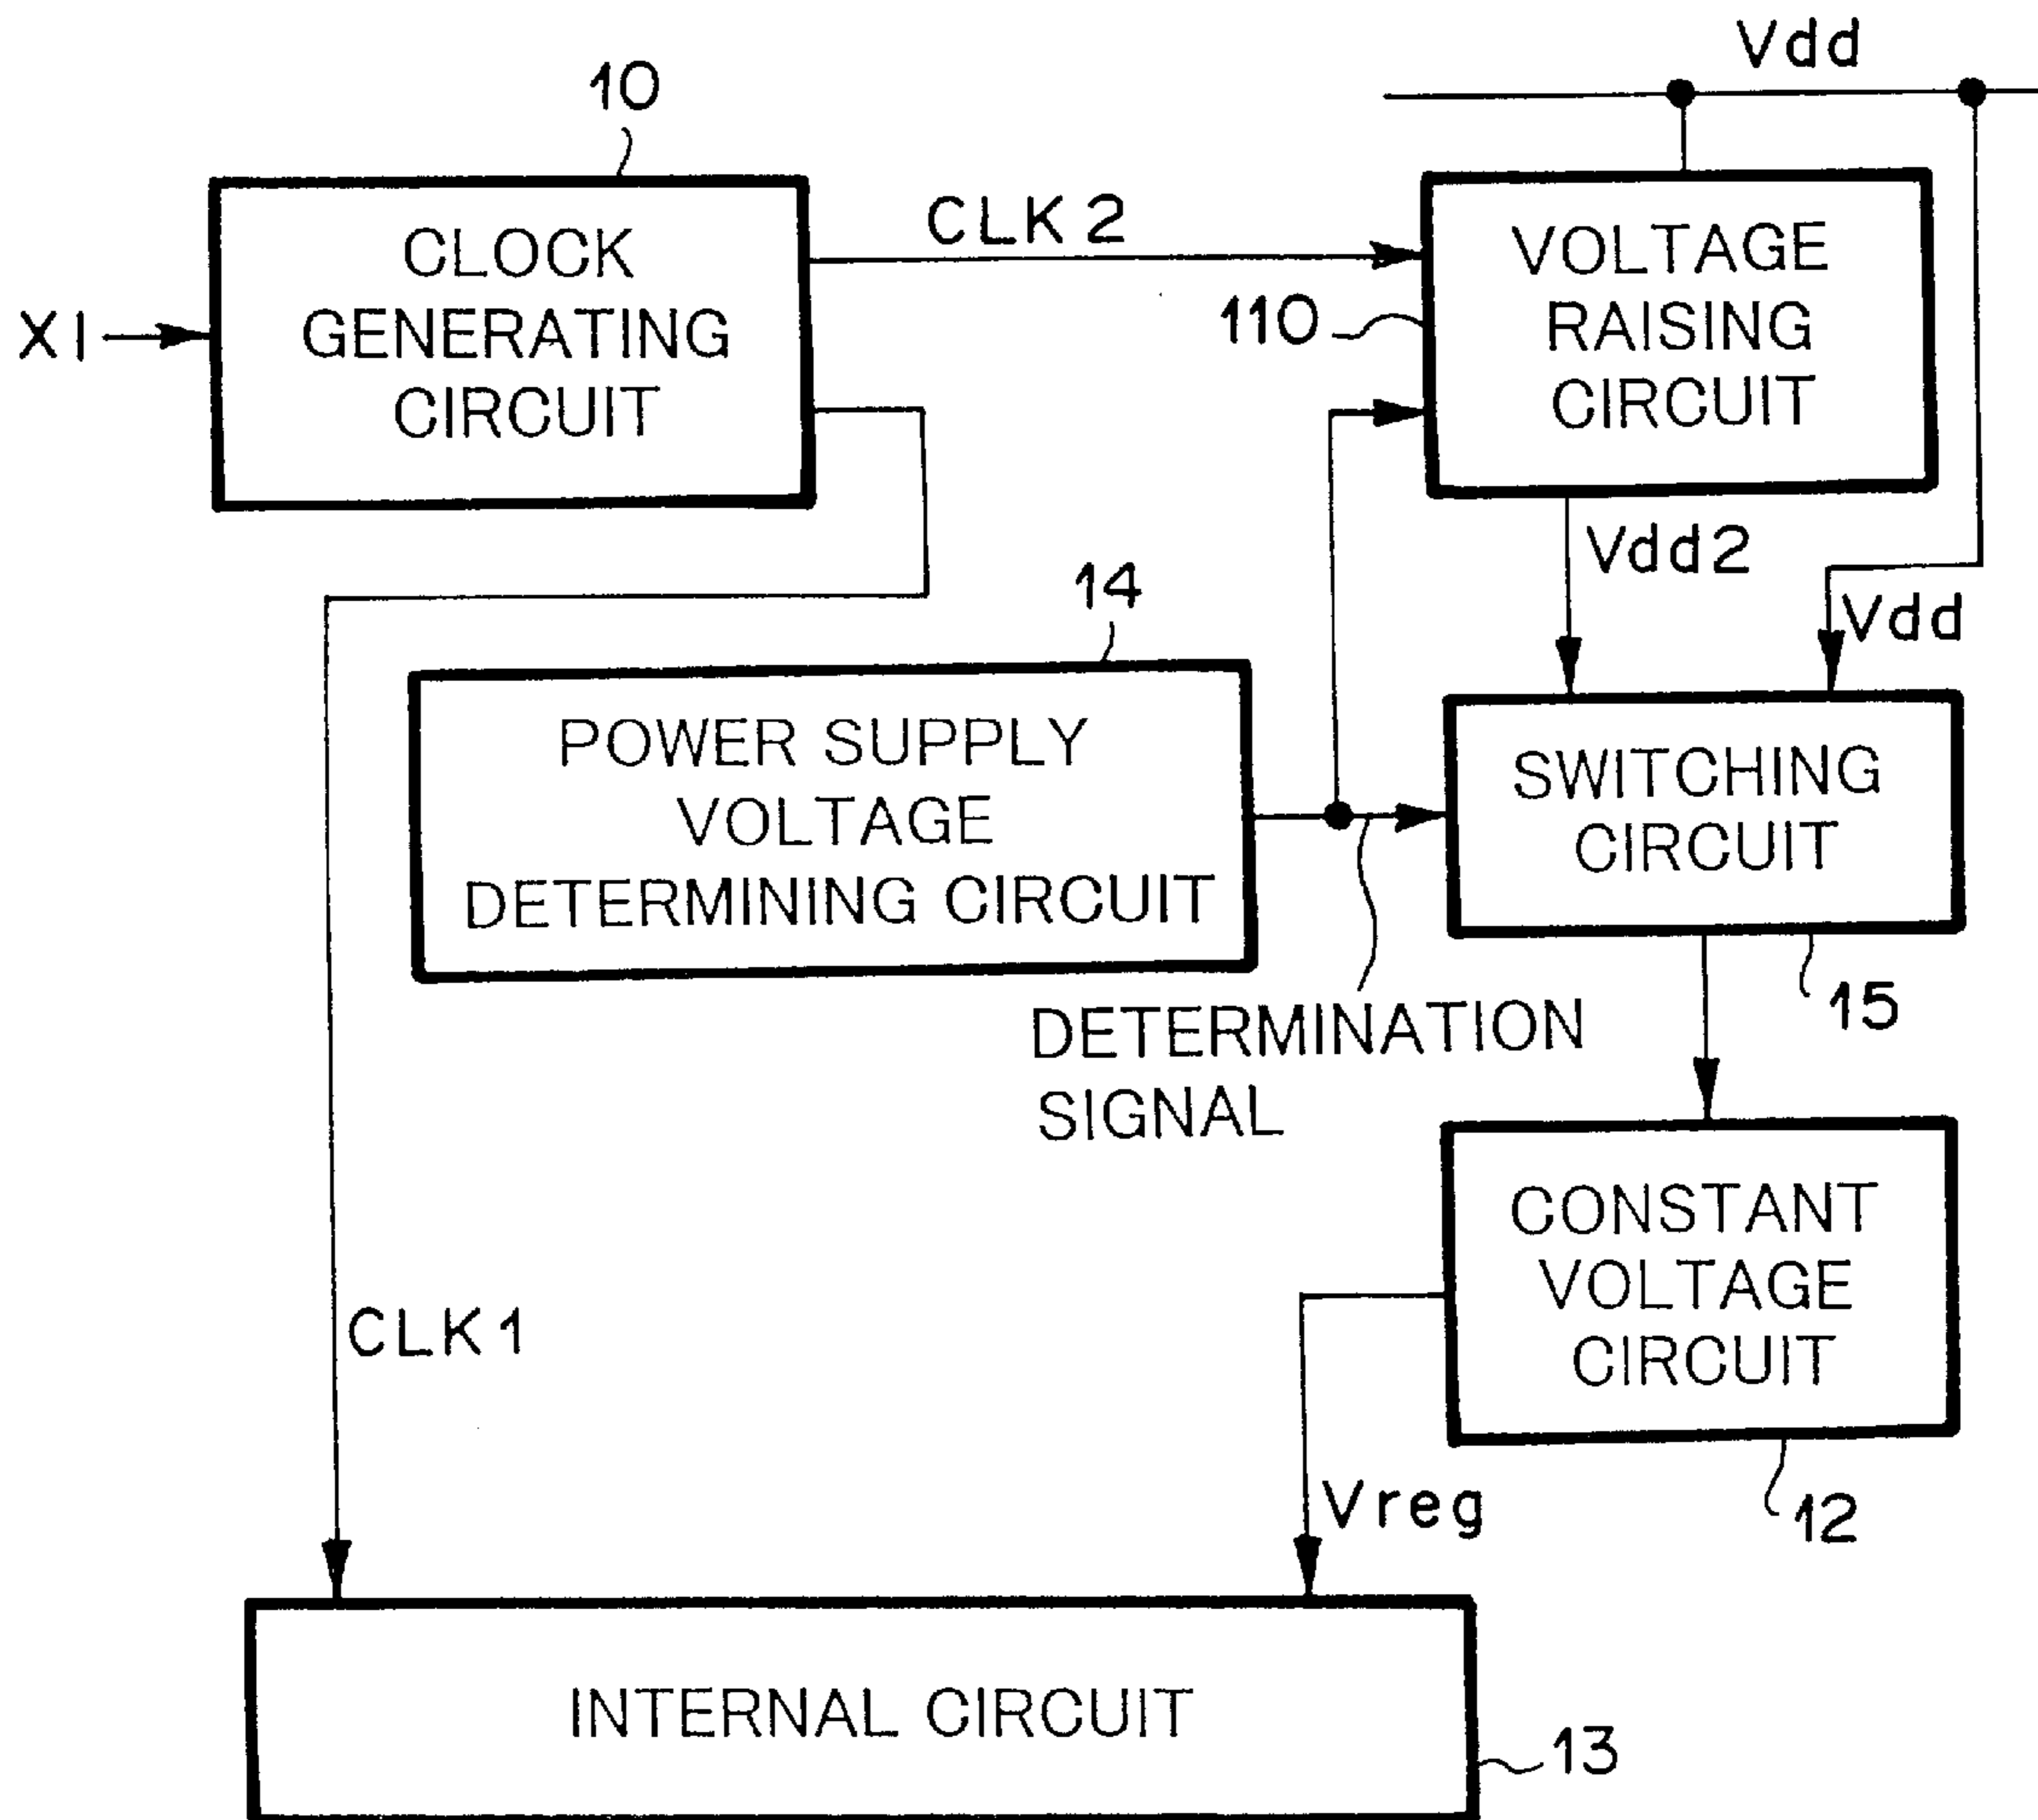 Vdd
10
CLOCK
GENERATING
CIRCUIT
XI
CLK2
110
VOLTAGE
RAISING
CIRCUIT
Vdd2
Vdd
14
POWER SUPPLY
VOLTAGE
DETERMINING CIRCUIT
SWITCHING
CIRCUIT
15
DETERMINATION
SIGNAL
CONSTANT
VOLTAGE
CIRCUIT
12
CLK1
Vreg
INTERNAL CIRCUIT
13